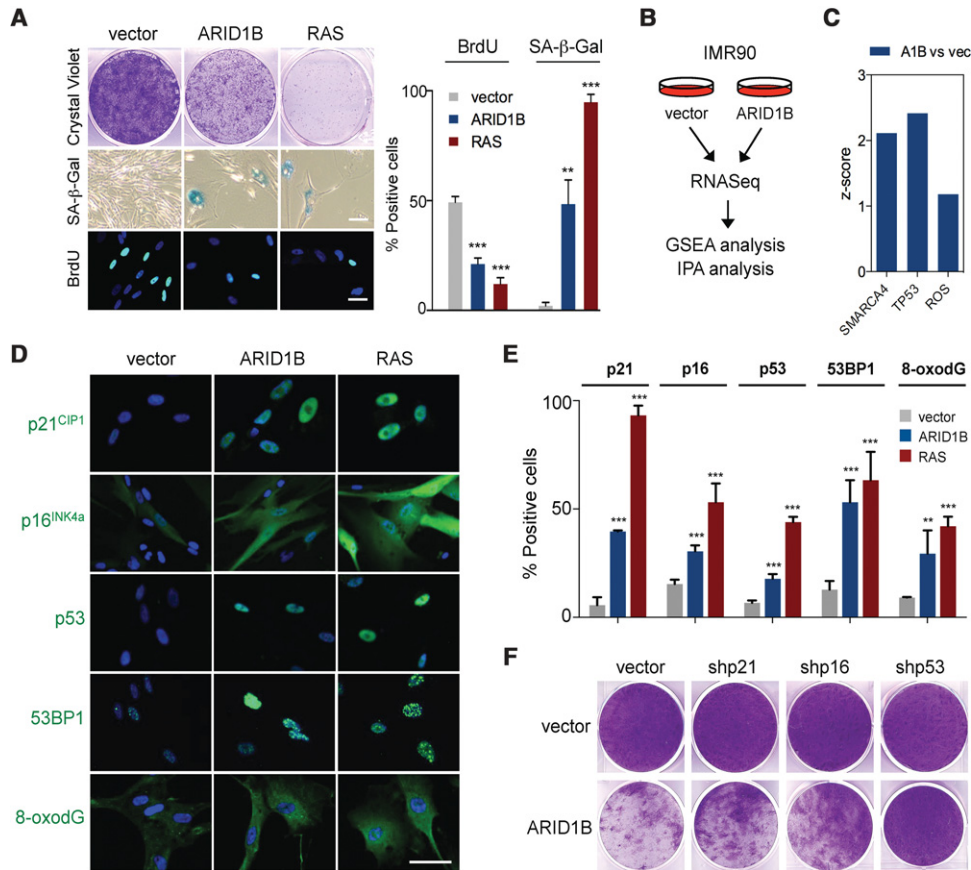 A
vector
ARID1B
RAS
Crystal Violet
SA-β-Gal
BrdU
BrdU
SA-β-Gal
% Positive cells
100
50
0
vector
ARID1B
RAS
***
***
**
***
B
IMR90
vector
ARID1B
RNASeq
GSEA analysis
IPA analysis
C
A1B vs vec
z-score
3
2
1
0
SMARCA4
TP53
ROS
D
vector
ARID1B
RAS
p21CIP1
p16INK4a
p53
53BP1
8-oxodG
E
p21
p16
p53
53BP1
8-oxodG
% Positive cells
100
50
0
vector
ARID1B
RAS
***
***
***
***
***
***
***
***
**
***
F
vector
shp21
shp16
shp53
vector
ARID1B